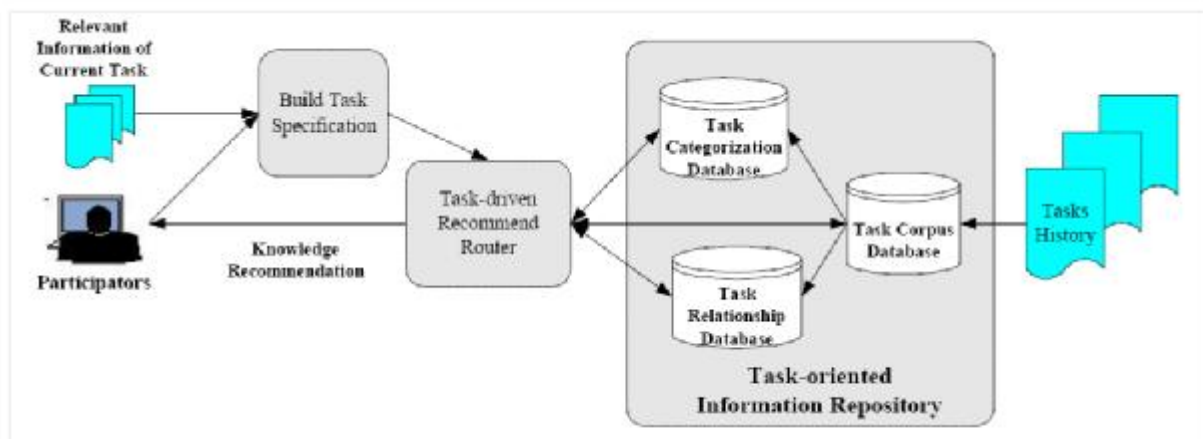 Relevant
Information of
Current Task
Build Task
Specification
Task-driven
Recommend
Router
Knowledge
Recommendation
Participators
Task
Categorization
Database
Task Corpus
Database
Task
Relationship
Database
Task-oriented
Information Repository
Tasks
History